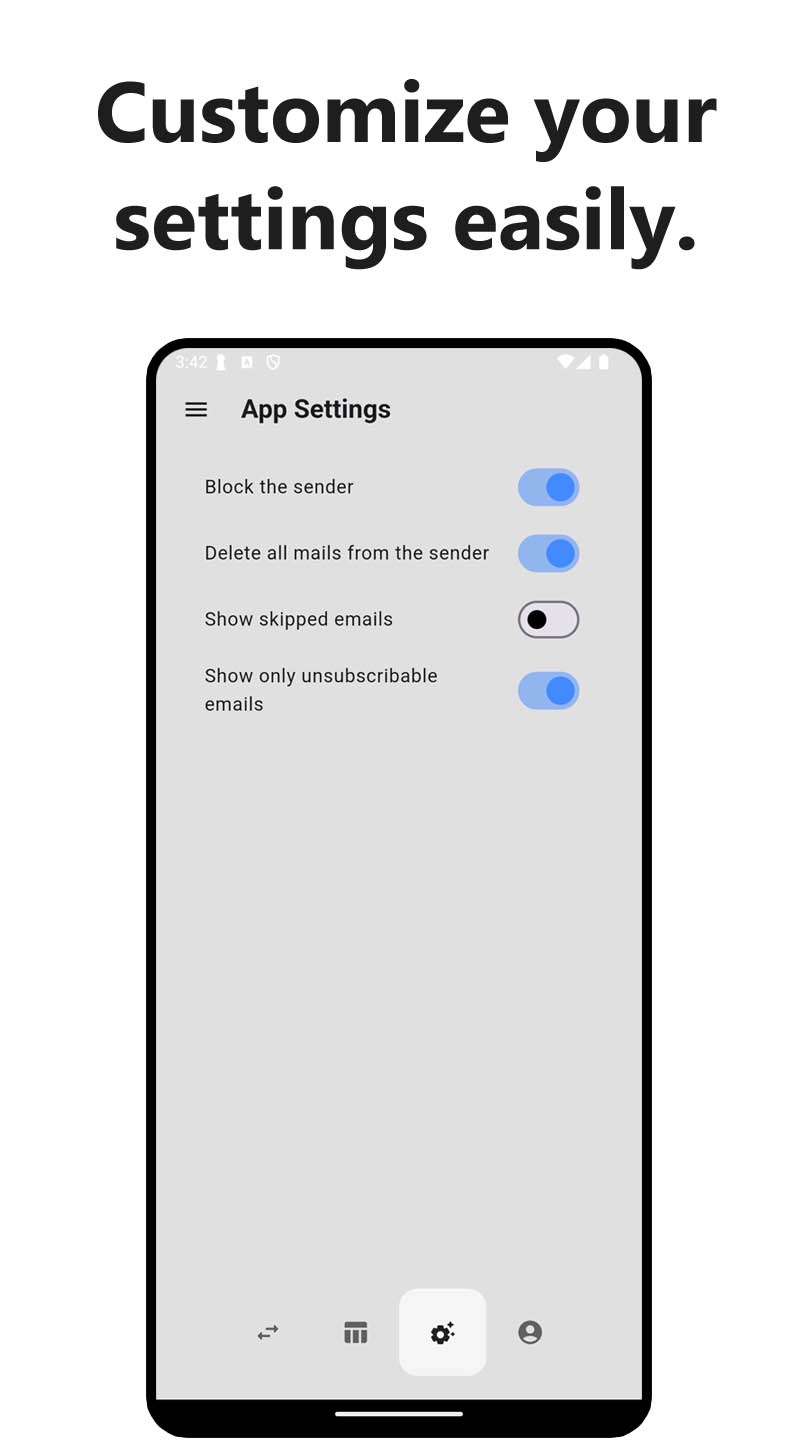 Customize your
settings easily.
3:42
App Settings
Block the sender
Delete all mails from the sender
Show skipped emails
Show only unsubscribable
emails